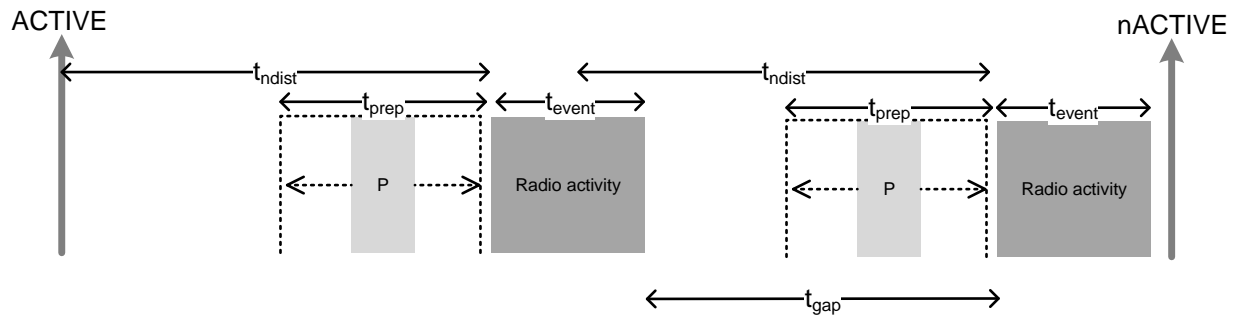 ACTIVE
nACTIVE
tndist
tndist
tprep
tevent
tprep
tevent
P
Radio activity
P
Radio activity
tgap